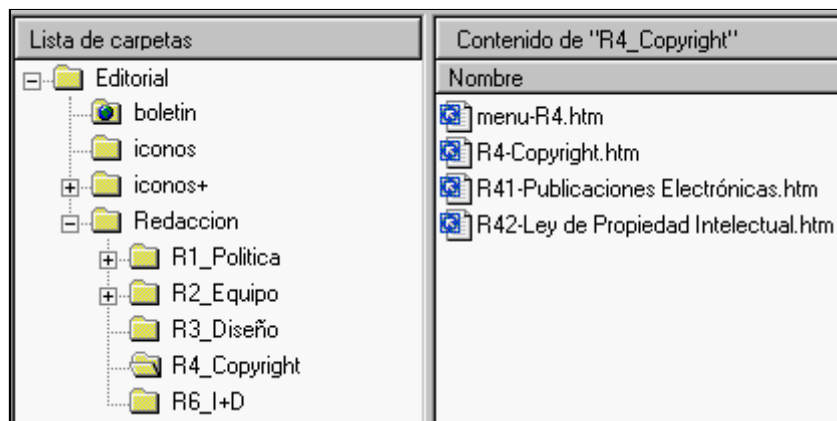 Lista de carpetas
Editorial
boletin
iconos
iconos+
Redaccion
R1_Politica
R2_Equipo
R3_Diseño
R4_Copyright
R6_I+D
Contenido de "R4_Copyright"
Nombre
menu-R4.htm
R4-Copyright.htm
R41-Publicaciones Electrónicas.htm
R42-Ley de Propiedad Intelectual.htm